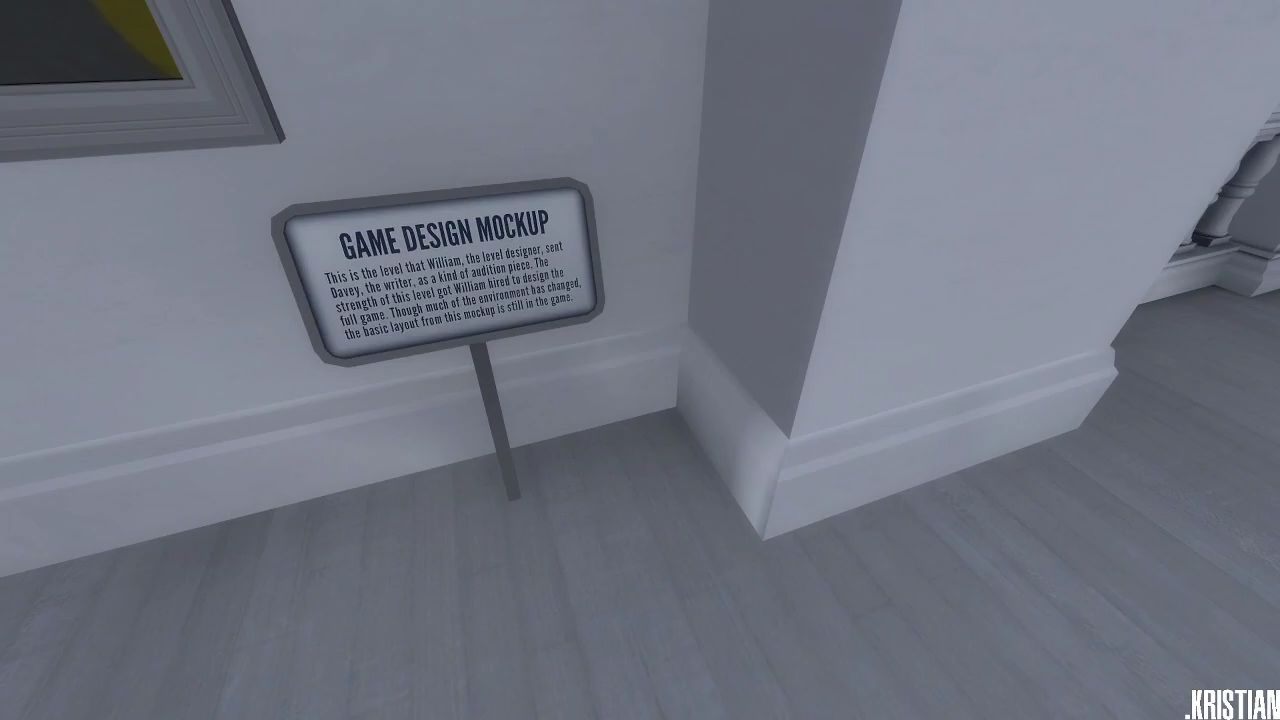 GAME DESIGN MOCKUP
This is the level that William, the level designer, sent
Davey, the writer, as a kind of audition piece. The
strength of this level got William hired to design the
full game. Though much of the environment has changed,
the basic layout from this mockup is still in the game.
.KRISTIAN